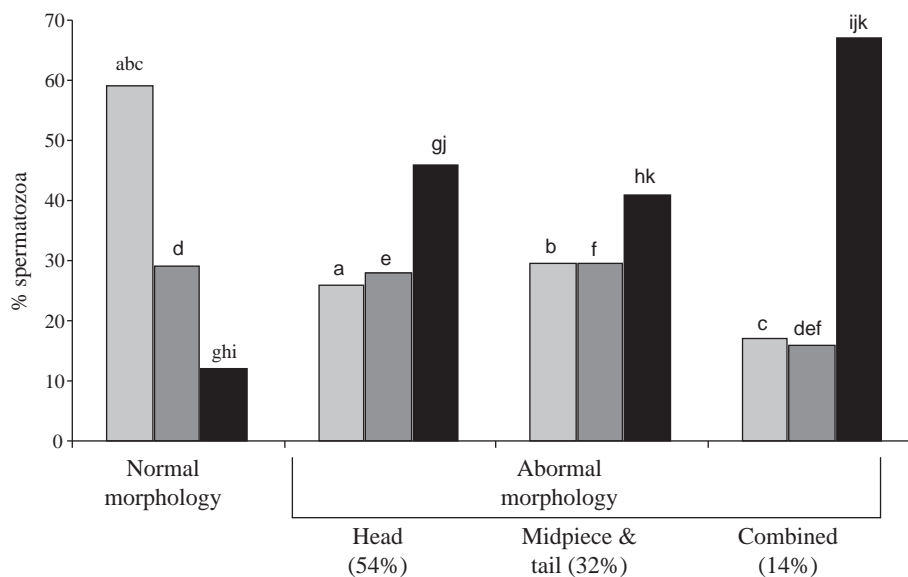 % spermatozoa
70
60
50
40
30
20
10
0
abc
d
ghi
a
e
gj
b
f
hk
c
def
ijk
Normal
morphology
Abormal
morphology
Head
(54%)
Midpiece &
tail (32%)
Combined
(14%)